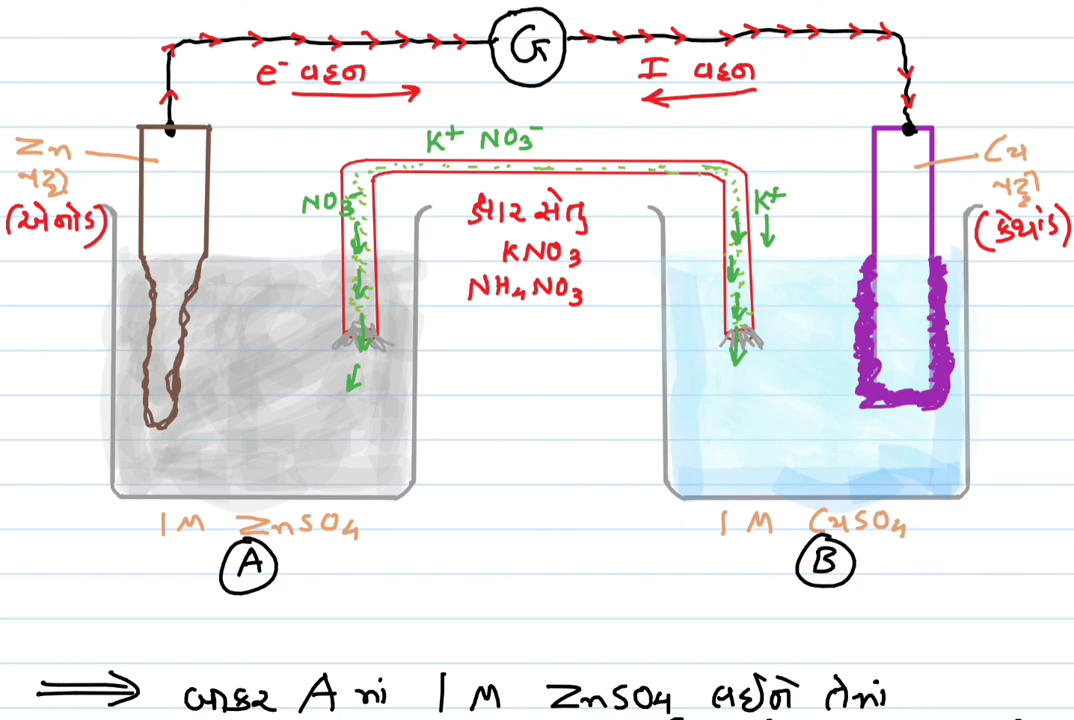 G
e⁻ વહન
I વહન
K⁺ NO₃⁻
Zn
પટ્ટી
(એનોડ)
Cu
પટ્ટી
(કેથોડ)
NO₃⁻
K⁺
ક્ષાર સેતુ
KNO₃
NH₄NO₃
1 M ZnSO₄
1 M CuSO₄
A
B
⟹ બીકર A માં 1 M ZnSO₄ લઈને તેમાં